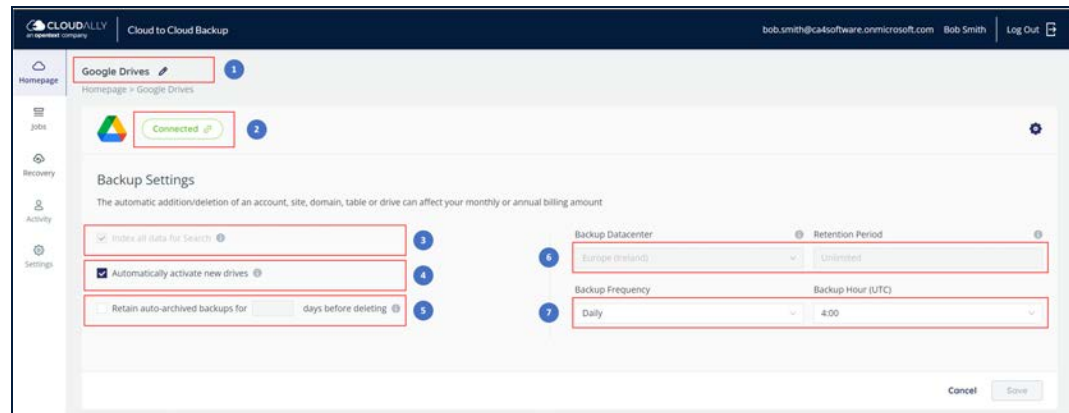 CLOUDALLY
an opentext company
Cloud to Cloud Backup
bob.smith@ca4software.onmicrosoft.com Bob Smith
Log Out
Homepage
Jobs
Recovery
Activity
Settings
Google Drives
1
Homepage > Google Drives
Connected
2
Backup Settings
The automatic addition/deletion of an account, site, domain, table or drive can affect your monthly or annual billing amount
Index all data for Search
3
Automatically activate new drives
4
Retain auto-archived backups for days before deleting
5
Backup Datacenter
Retention Period
6
Europe (Ireland)
Unlimited
Backup Frequency
Backup Hour (UTC)
7
Daily
4:00
Cancel
Save